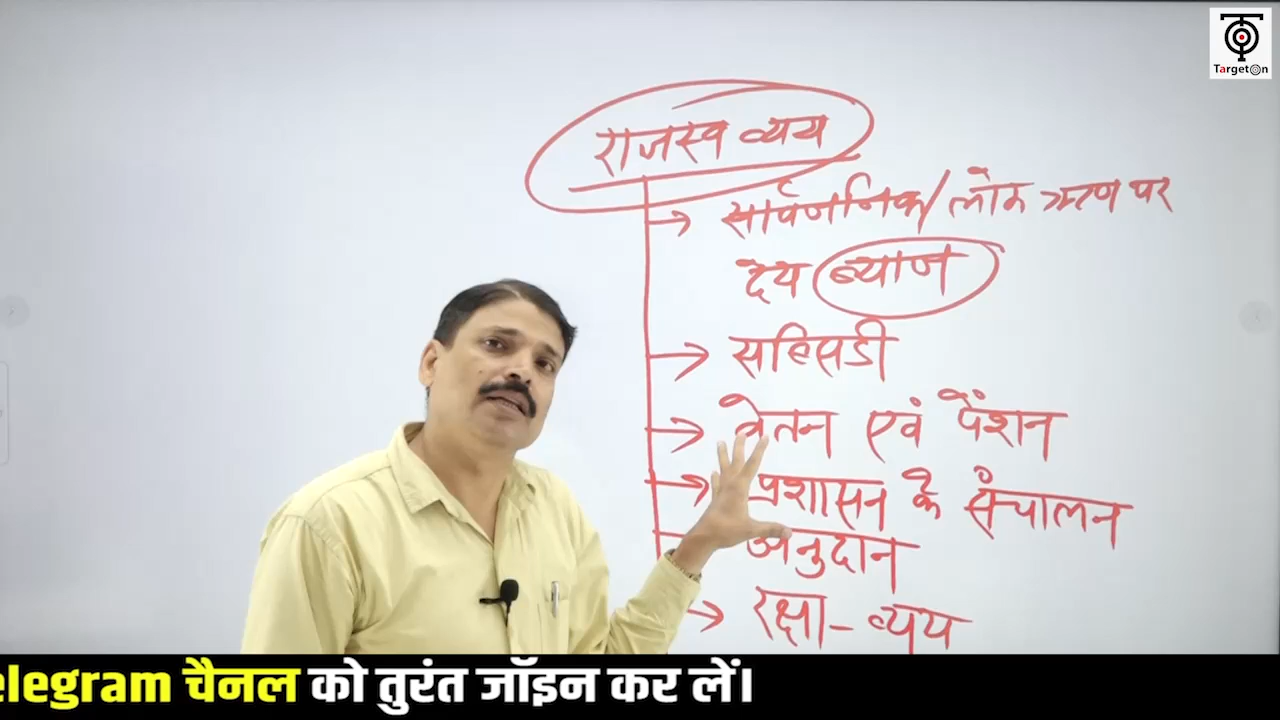 Target On
राजस्व व्यय
सार्वजनिक/लोक ऋण पर
देय ब्याज
सब्सिडी
वेतन एवं पेंशन
प्रशासन के संचालन
अनुदान
रक्षा - व्यय
elegram चैनल को तुरंत जॉइन कर लें।